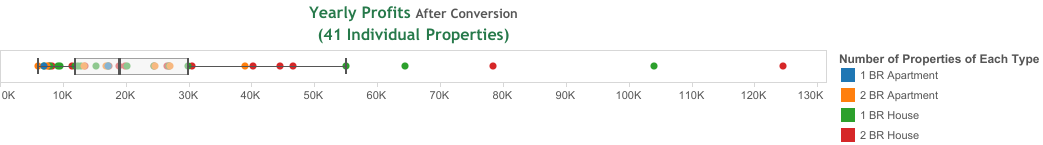 Yearly Profits After Conversion
(41 Individual Properties)
0K 10K 20K 30K 40K 50K 60K 70K 80K 90K 100K 110K 120K 130K
Number of Properties of Each Type
1 BR Apartment
2 BR Apartment
1 BR House
2 BR House